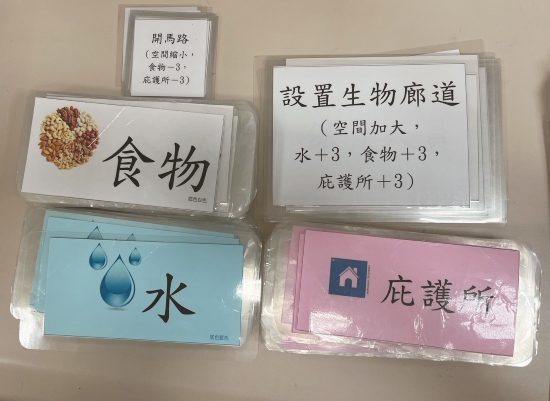 開馬路
（空間縮小，
食物－3，
庇護所－3）
設置生物廊道
（空間加大，
水＋3，食物＋3，
庇護所＋3）
食物
水
庇護所